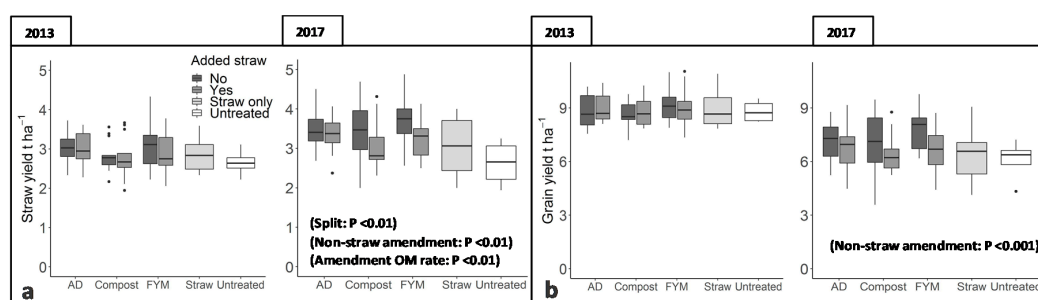 2013
2017
Added straw
No
Yes
Straw only
Untreated
Straw yield t ha⁻¹
5
4
3
2
1
0
5
4
3
2
1
0
(Split: P <0.01)
(Non-straw amendment: P <0.01)
(Amendment OM rate: P <0.01)
AD Compost FYM Straw Untreated
AD Compost FYM Straw Untreated
a
2013
2017
Grain yield t ha⁻¹
9
6
3
0
9
6
3
0
(Non-straw amendment: P <0.001)
AD Compost FYM Straw Untreated
AD Compost FYM Straw Untreated
b